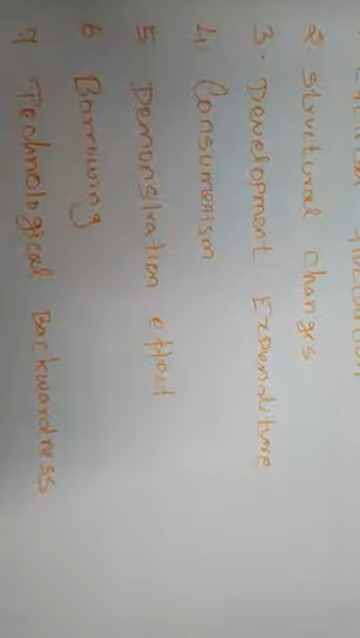 2 Structural changes
3. Development Expenditure
4. Consumerism
5 Demonstration effect
6 Borrowing
7 Technological Backwardness